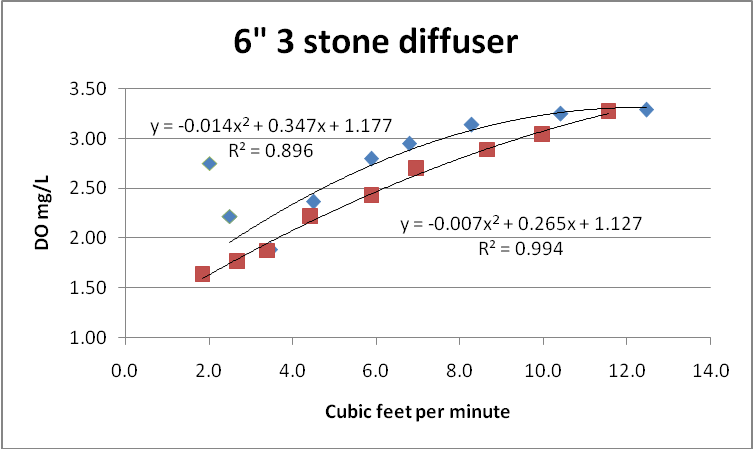 6" 3 stone diffuser
3.50
3.00
2.50
2.00
1.50
1.00
DO mg/L
y = -0.014x² + 0.347x + 1.177
R² = 0.896
y = -0.007x² + 0.265x + 1.127
R² = 0.994
0.0 2.0 4.0 6.0 8.0 10.0 12.0 14.0
Cubic feet per minute